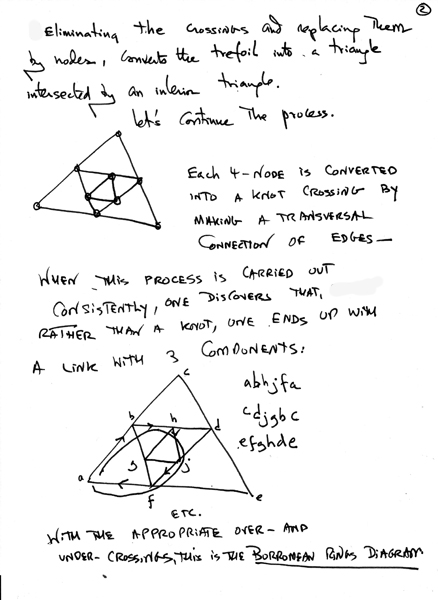 ②
Eliminating the crossings and replacing them
by nodes, converts the trefoil into a triangle
intersected by an interior triangle.
Let's continue the process.
EACH 4-NODE IS CONVERTED
INTO A KNOT CROSSING BY
MAKING A TRANSVERSAL
CONNECTION OF EDGES—
WHEN THIS PROCESS IS CARRIED OUT
CONSISTENTLY, ONE DISCOVERS THAT,
RATHER THAN A KNOT, ONE ENDS UP WITH
A LINK WITH 3 COMPONENTS:
c
abhjfa
b h d
cdjgbc
g j
efghde
a
f e
ETC.
WITH THE APPROPRIATE OVER- AND
UNDER-CROSSINGS, THIS IS THE BORROMEAN RINGS DIAGRAM